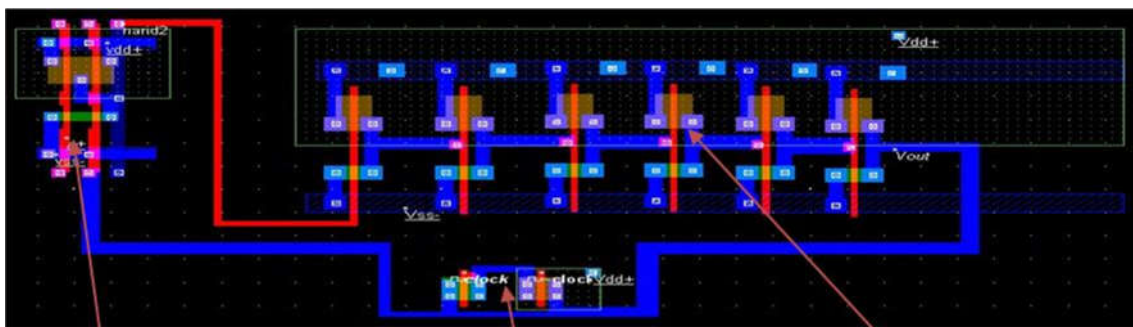 nand2
Vdd+
Vdd+
Vss-
Vout
Vss-
clock
~clock
Vdd+